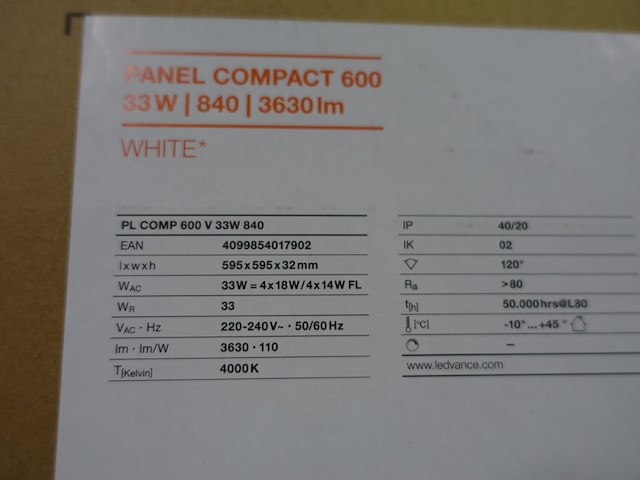 PANEL COMPACT 600
33 W | 840 | 3630 lm
WHITE*
PL COMP 600 V 33W 840
EAN 4099854017902
l x w x h 595 x 595 x 32 mm
WAC 33W = 4x18W/4x14W FL
WR 33
VAC · Hz 220-240V~ · 50/60 Hz
lm · lm/W 3630 · 110
T[Kelvin] 4000 K
IP 40/20
IK 02
120°
Ra >80
t[h] 50.000hrs@L80
[°C] -10°...+45 °
–
www.ledvance.com